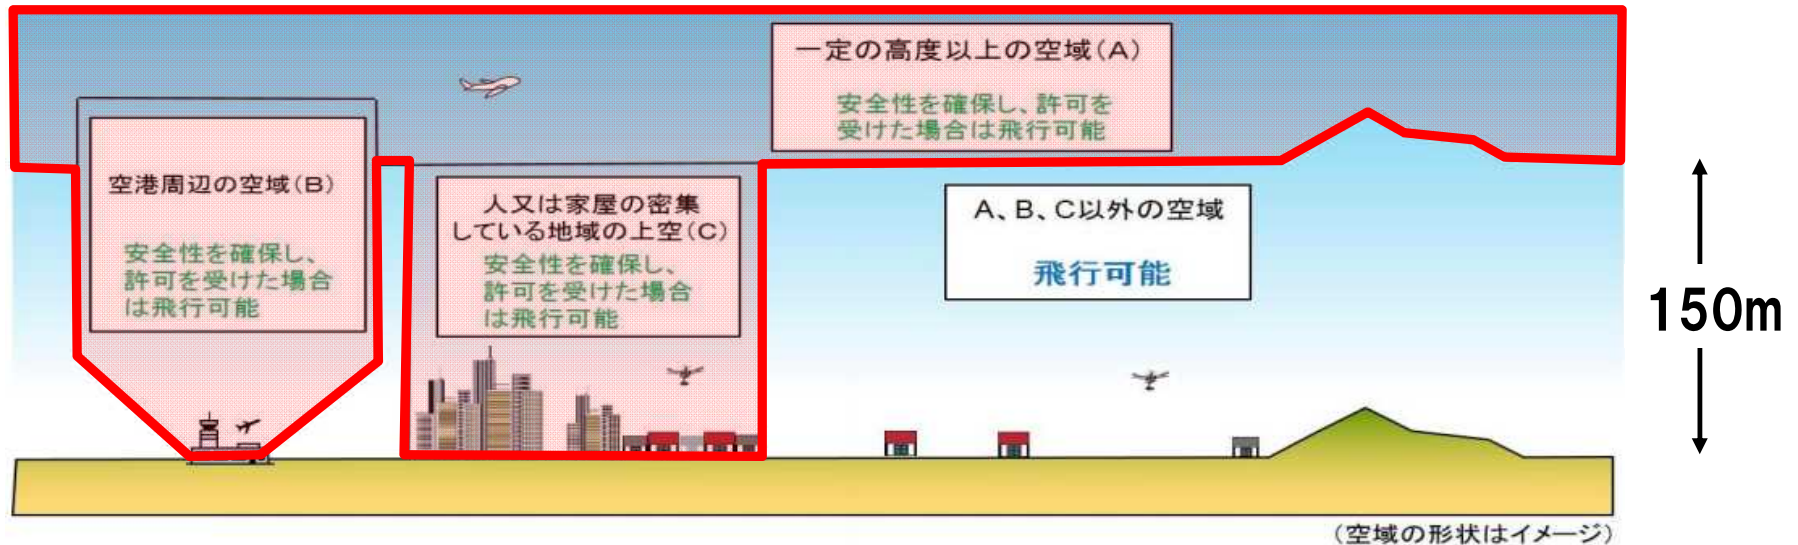 一定の高度以上の空域(A)
安全性を確保し、許可を
受けた場合は飛行可能
空港周辺の空域(B)
安全性を確保し、
許可を受けた場合
は飛行可能
人又は家屋の密集
している地域の上空(C)
安全性を確保し、
許可を受けた場合
は飛行可能
A、B、C以外の空域
飛行可能
150m
(空域の形状はイメージ)